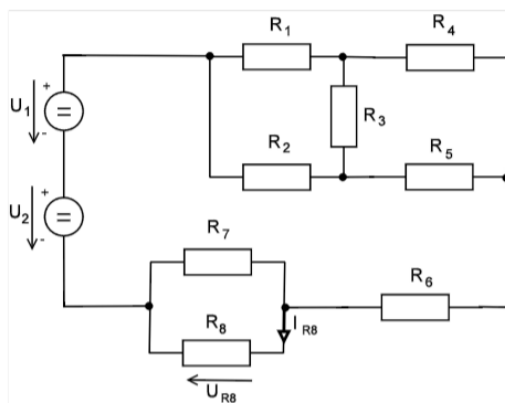 R1
R4
U1
+
=
-
R3
R2
R5
U2
+
=
-
R7
R6
R8
IR8
UR8